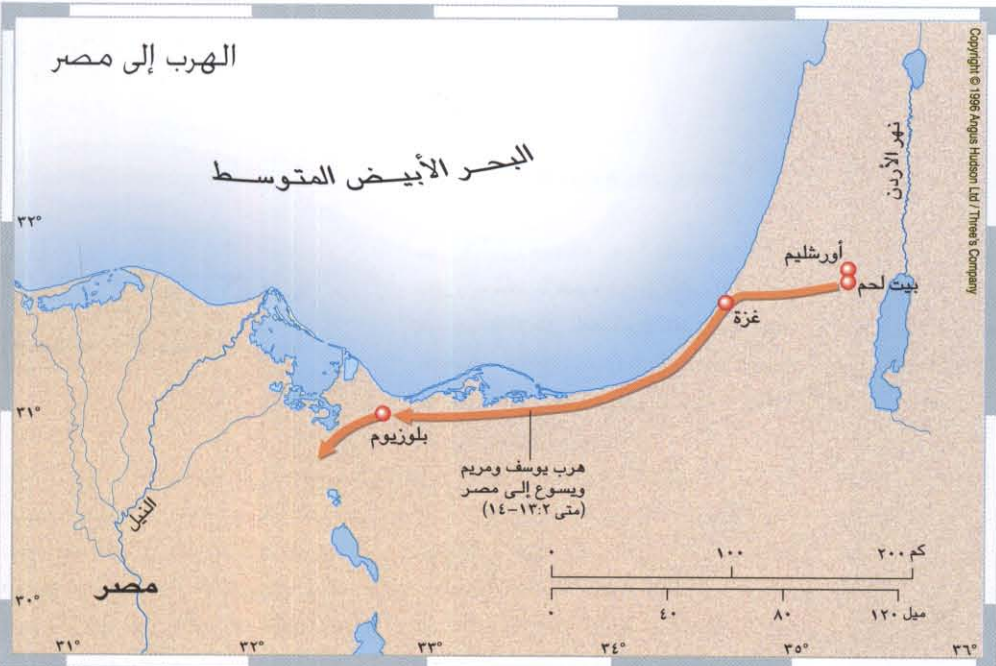 الهرب إلى مصر
البحر الأبيض المتوسط
Copyright © 1996 Angus Hudson Ltd / Three's Company
نهر الأردن
٣٢°
أورشليم
بيت لحم
غزة
٣١°
بلوزيوم
هرب يوسف ومريم
ويسوع إلى مصر
(متى ٢:١٣-١٤)
النيل
مصر
٣٠°
٠ ١٠٠ ٢٠٠ كم
٠ ٤٠ ٨٠ ١٢٠ ميل
٣١° ٣٢° ٣٣° ٣٤° ٣٥° ٣٦°